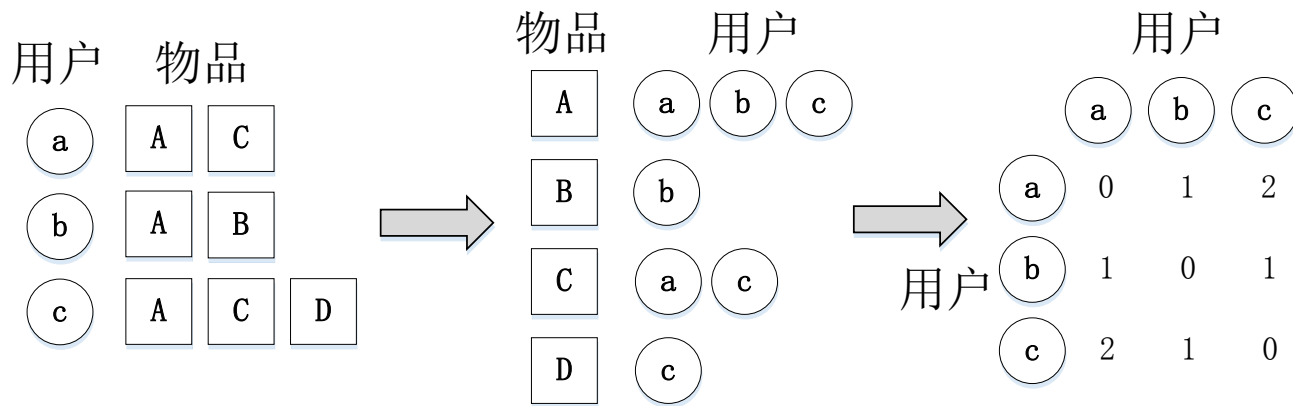 用户 物品
a A C
b A B
c A C D
物品 用户
A a b c
B b
C a c
D c
用户
a b c
用户
a 0 1 2
b 1 0 1
c 2 1 0